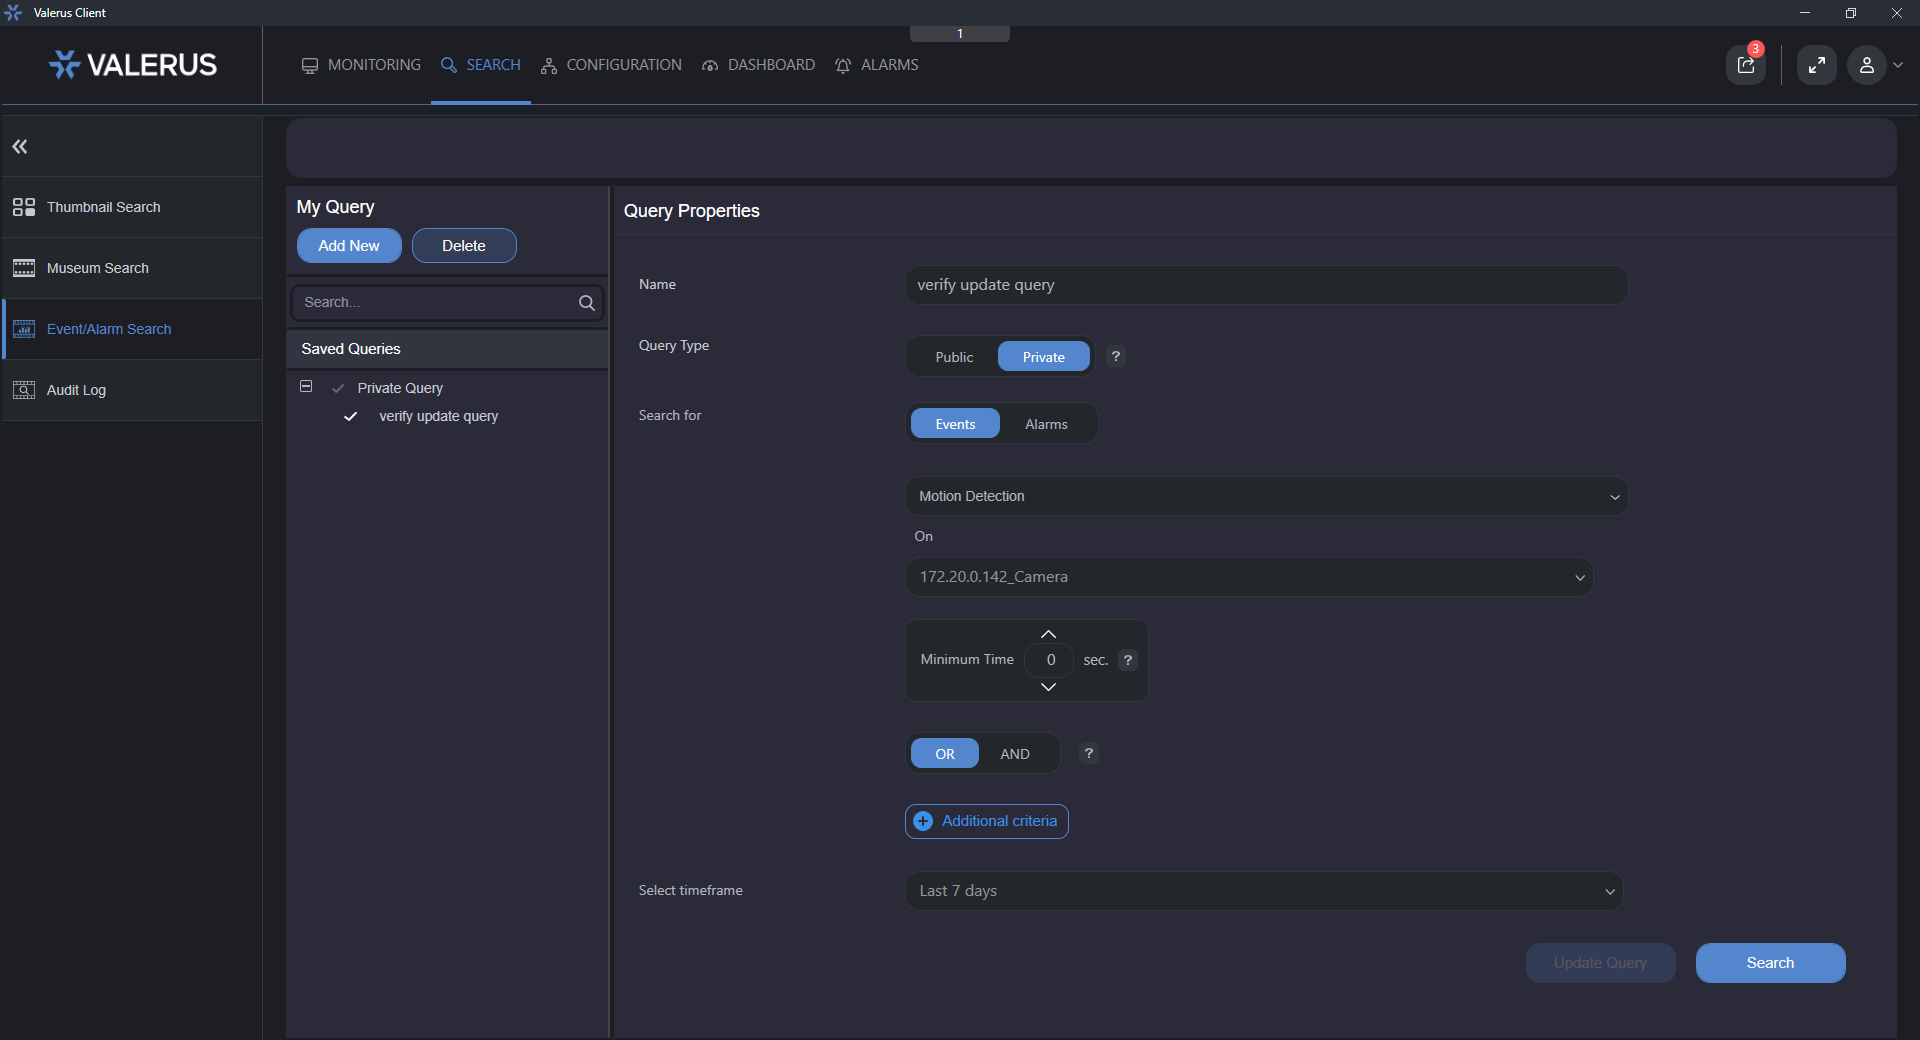 Valerus Client
1
VALERUS
MONITORING
SEARCH
CONFIGURATION
DASHBOARD
ALARMS
3
Thumbnail Search
Museum Search
Event/Alarm Search
Audit Log
My Query
Add New
Delete
Search...
Saved Queries
Private Query
verify update query
Query Properties
Name
verify update query
Query Type
Public
Private
?
Search for
Events
Alarms
Motion Detection
On
172.20.0.142_Camera
Minimum Time
0
sec.
?
OR
AND
?
Additional criteria
Select timeframe
Last 7 days
Update Query
Search